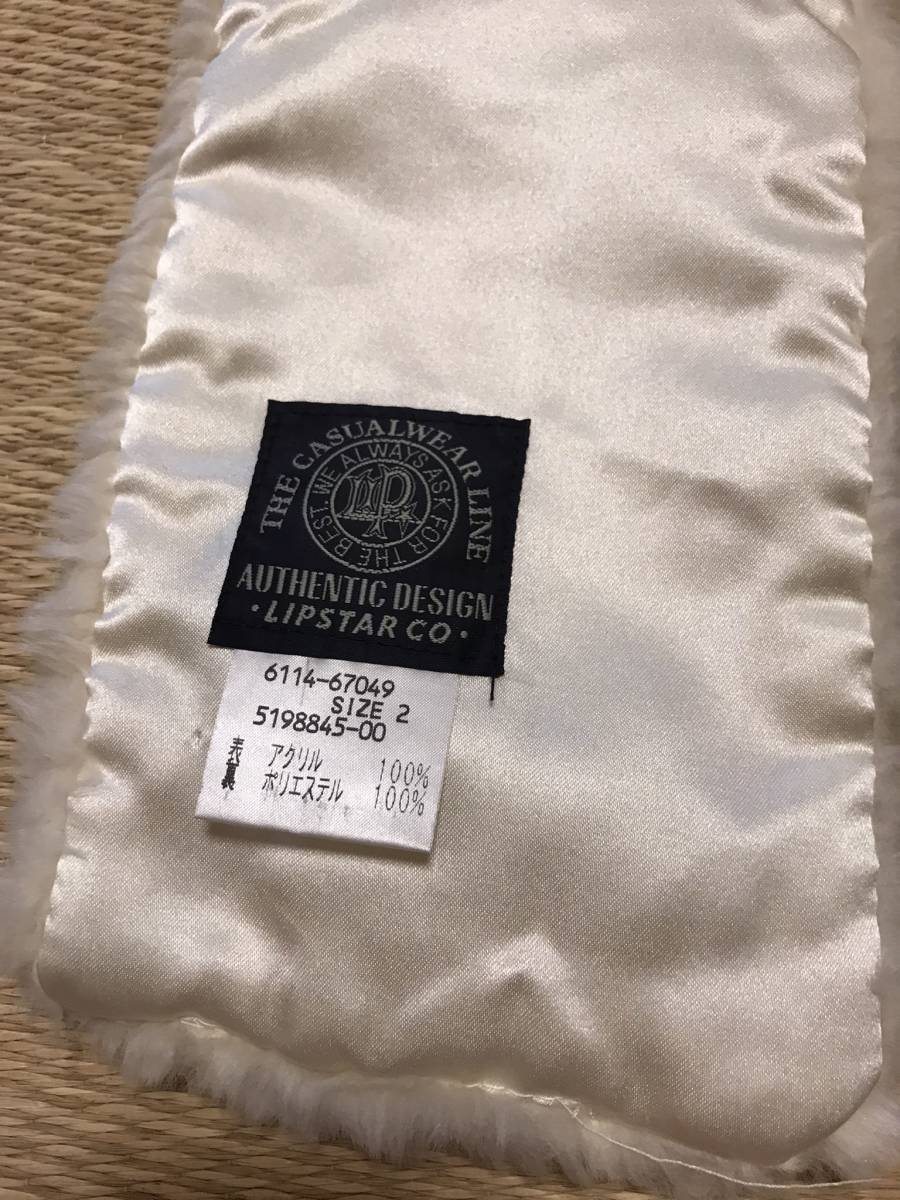 THE CASUALWEAR LINE
WE ALWAYS ASK FOR THE BEST.
AUTHENTIC DESIGN
・LIPSTAR CO・
6114-67049
SIZE 2
5198845-00
表 アクリル 100%
裏 ポリエステル 100%